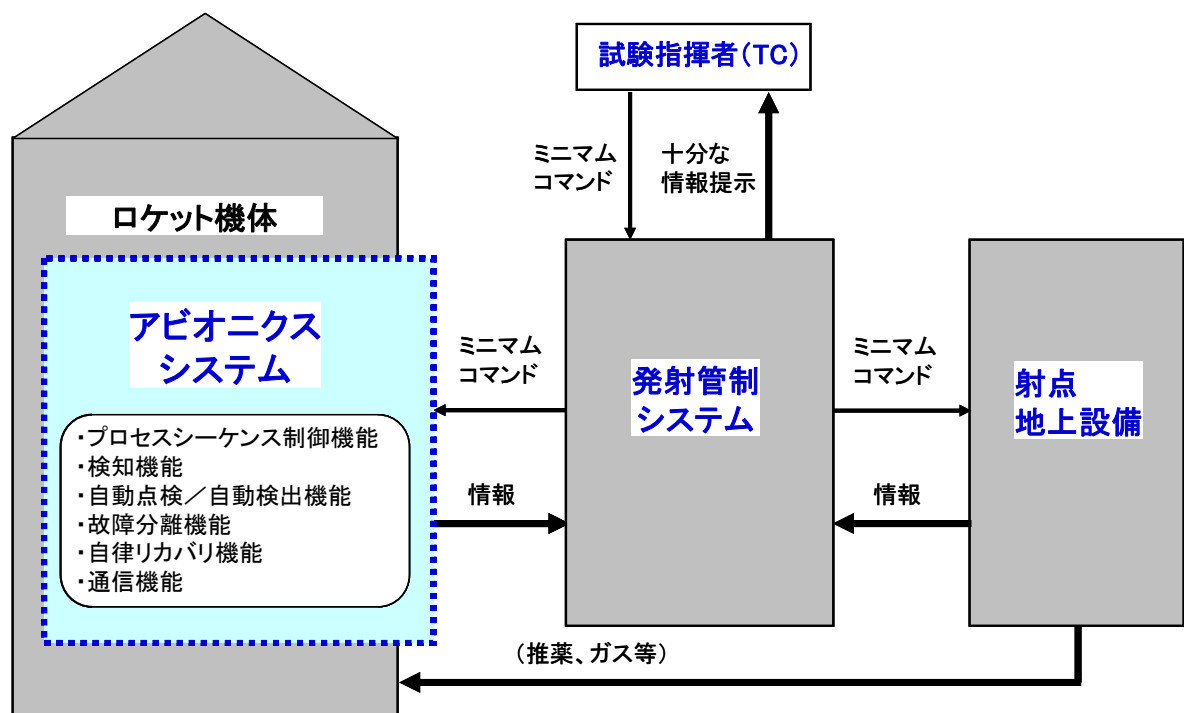 試験指揮者(TC)
ミニマム
コマンド
十分な
情報提示
ロケット機体
アビオニクス
システム
・プロセスシーケンス制御機能
・検知機能
・自動点検／自動検出機能
・故障分離機能
・自律リカバリ機能
・通信機能
ミニマム
コマンド
情報
発射管制
システム
ミニマム
コマンド
情報
射点
地上設備
(推薬、ガス等)